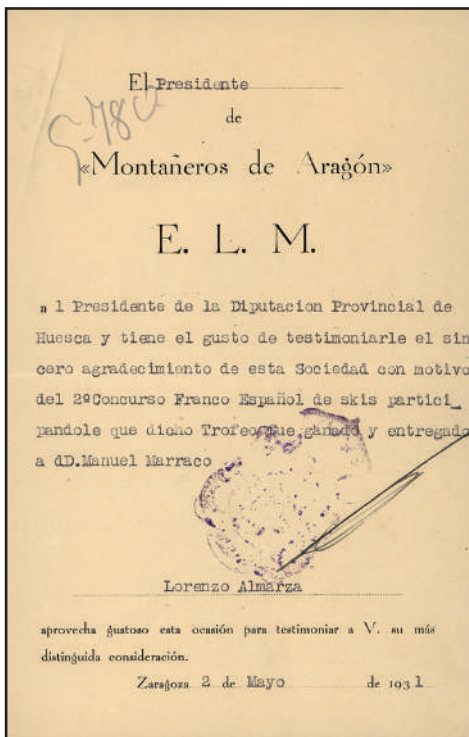 El Presidente
de
G-780
«Montañeros de Aragón»
E. L. M.
a l Presidente de la Diputacion Provincial de
Huesca y tiene el gusto de testimoniarle el sin
cero agradecimiento de esta Sociedad con motivo
del 2ºConcurso Franco Español de skis partici_
pandole que dicho Trofeo fue ganado y entregado
a dD.Manuel Marraco
Lorenzo Almarza
aprovecha gustoso esta ocasión para testimoniar a V. su más
distinguida consideración.
Zaragoza 2 de Mayo de 1931